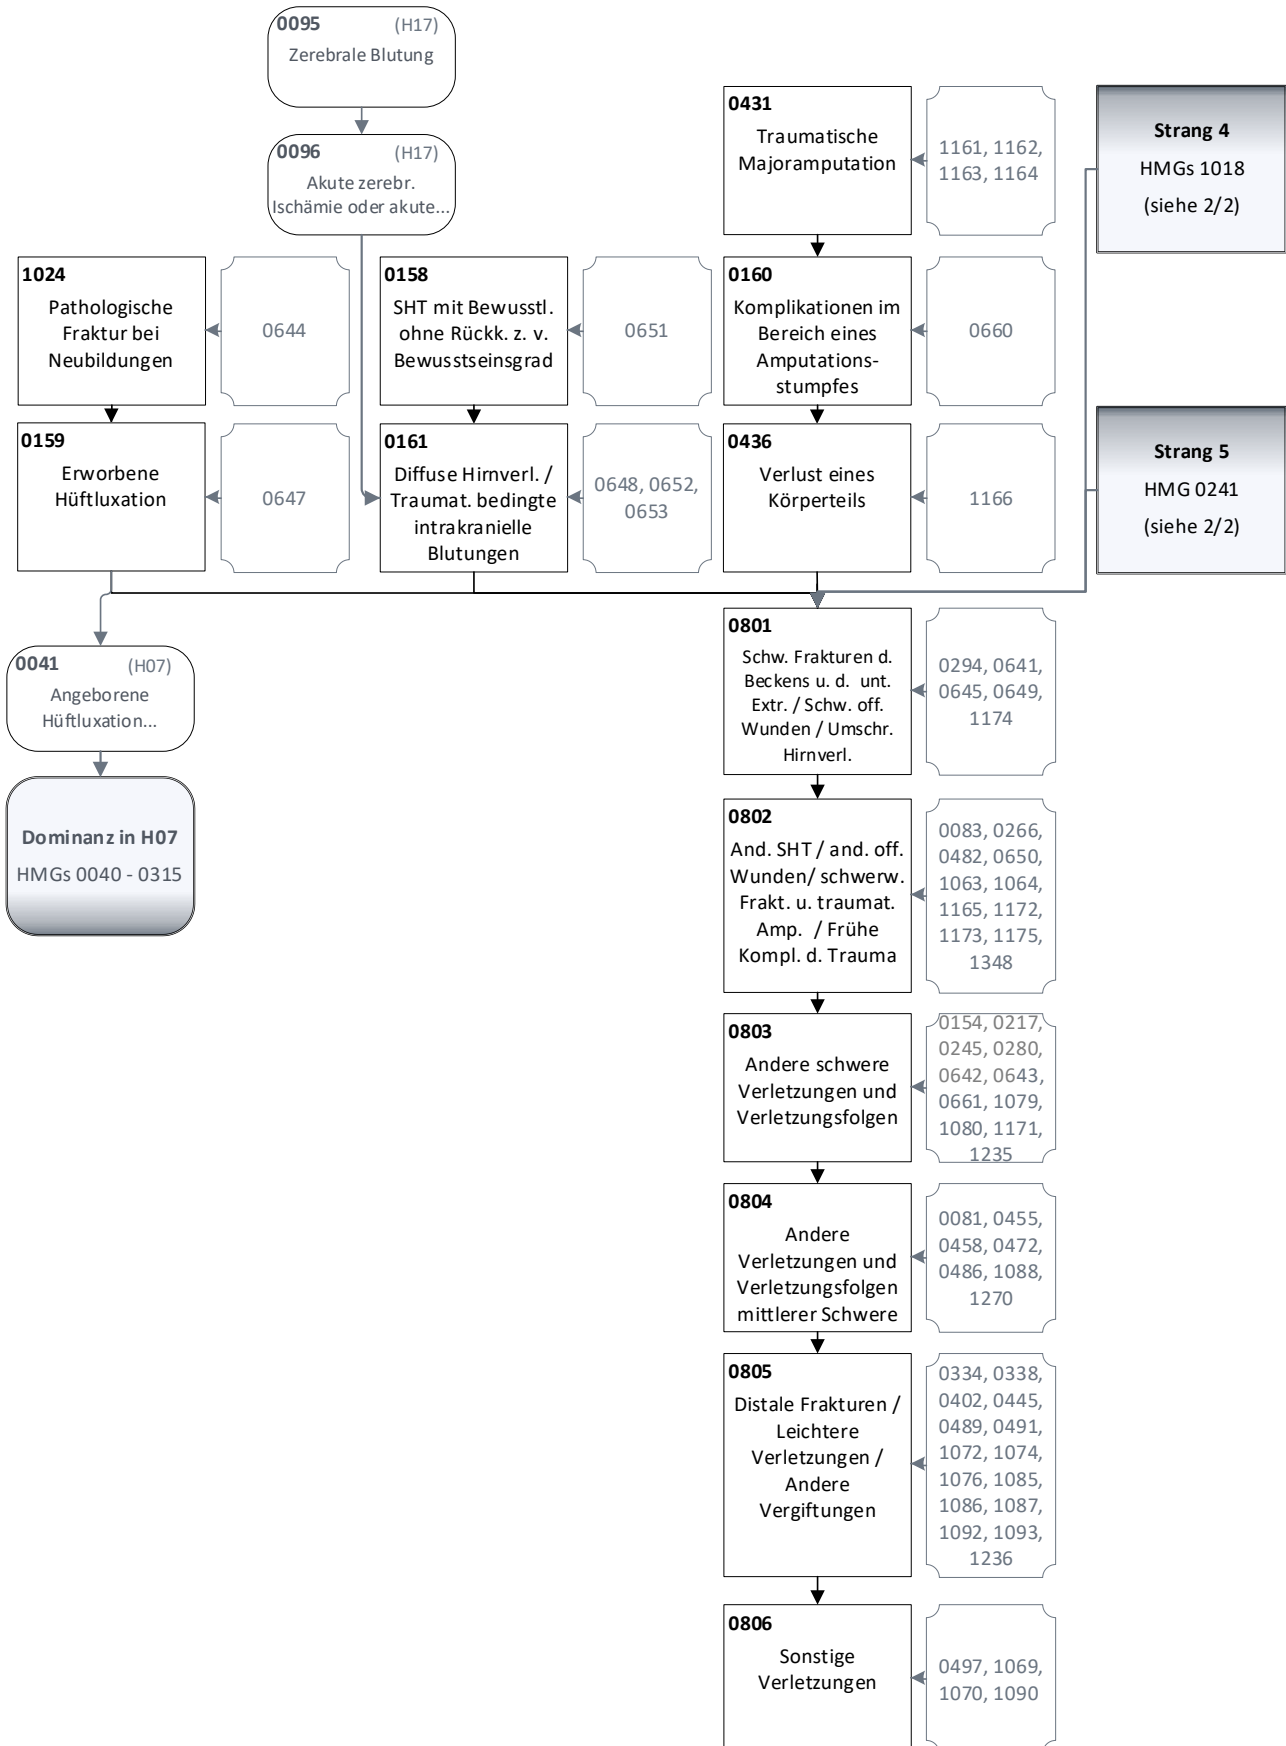 0095 (H17)
Zerebrale Blutung
0096 (H17)
Akute zerebr.
Ischämie oder akute...
0431
Traumatische
Majoramputation
1161, 1162,
1163, 1164
Strang 4
HMGs 1018
(siehe 2/2)
1024
Pathologische
Fraktur bei
Neubildungen
0644
0158
SHT mit Bewusstl.
ohne Rückk. z. v.
Bewusstseinsgrad
0651
0160
Komplikationen im
Bereich eines
Amputations-
stumpfes
0660
0159
Erworbene
Hüftluxation
0647
0161
Diffuse Hirnverl. /
Traumat. bedingte
intrakranielle
Blutungen
0648, 0652,
0653
0436
Verlust eines
Körperteils
1166
Strang 5
HMG 0241
(siehe 2/2)
0041 (H07)
Angeborene
Hüftluxation...
Dominanz in H07
HMGs 0040 - 0315
0801
Schw. Frakturen d.
Beckens u. d. unt.
Extr. / Schw. off.
Wunden / Umschr.
Hirnverl.
0294, 0641,
0645, 0649,
1174
0802
And. SHT / and. off.
Wunden/ schwerw.
Frakt. u. traumat.
Amp. / Frühe
Kompl. d. Trauma
0083, 0266,
0482, 0650,
1063, 1064,
1165, 1172,
1173, 1175,
1348
0803
Andere schwere
Verletzungen und
Verletzungsfolgen
0154, 0217,
0245, 0280,
0642, 0643,
0661, 1079,
1080, 1171,
1235
0804
Andere
Verletzungen und
Verletzungsfolgen
mittlerer Schwere
0081, 0455,
0458, 0472,
0486, 1088,
1270
0805
Distale Frakturen /
Leichtere
Verletzungen /
Andere
Vergiftungen
0334, 0338,
0402, 0445,
0489, 0491,
1072, 1074,
1076, 1085,
1086, 1087,
1092, 1093,
1236
0806
Sonstige
Verletzungen
0497, 1069,
1070, 1090